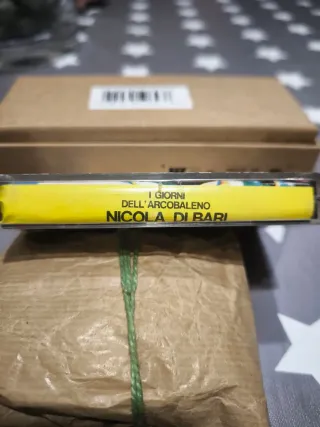 I GIORNI
DELL'ARCOBALENO
NICOLA DI BARI